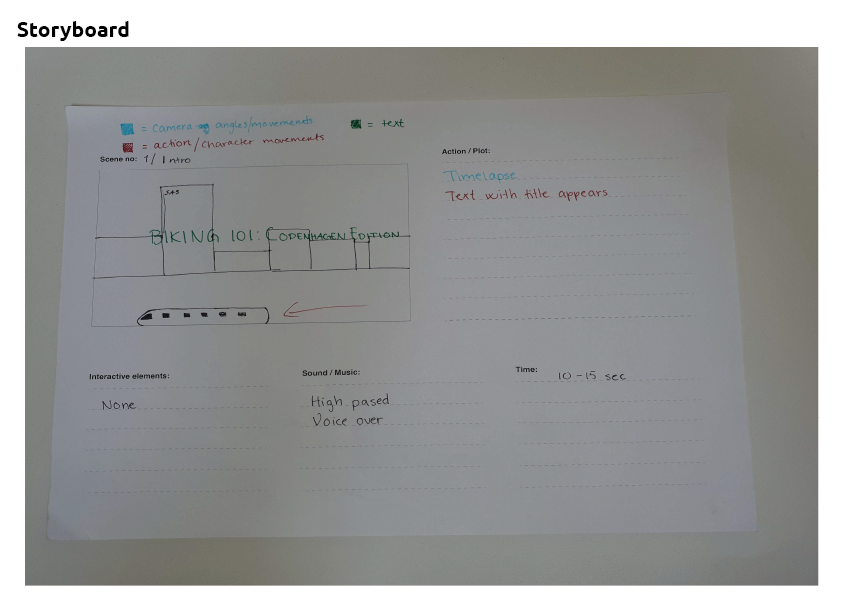 Storyboard
= Camera angles/movements
= text
= action/character movements
Scene no: 1/ Intro
Action / Plot:
Timelapse
Text with title appears
SAS
BIKING 101: COPENHAGEN EDITION
Interactive elements:
None
Sound / Music:
High pased
Voice over
Time: 10-15 sec